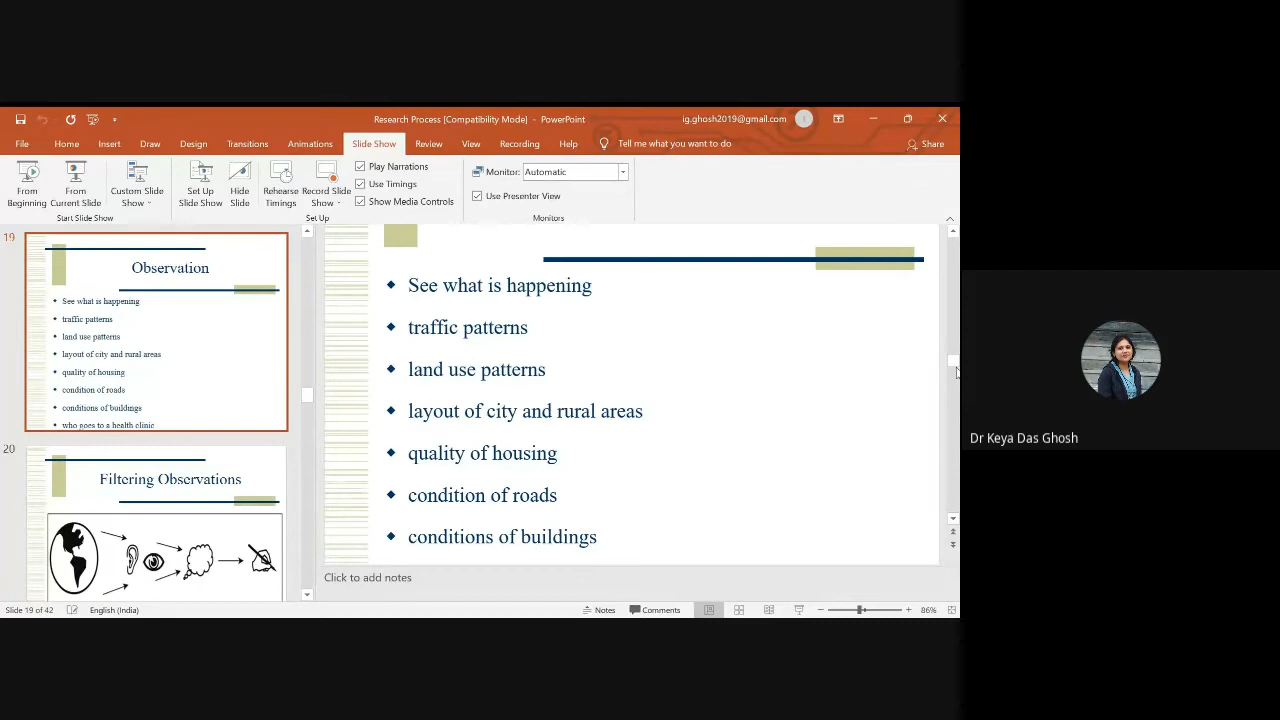 Research Process [Compatibility Mode] - PowerPoint
ig.ghosh2019@gmail.com
File Home Insert Draw Design Transitions Animations Slide Show Review View Recording Help Tell me what you want to do Share
From Beginning
From Current Slide
Custom Slide Show
Set Up Slide Show
Hide Slide
Rehearse Timings
Record Slide Show
Play Narrations
Use Timings
Show Media Controls
Monitor: Automatic
Use Presenter View
Start Slide Show
Set Up
Monitors
19
Observation
See what is happening
traffic patterns
land use patterns
layout of city and rural areas
quality of housing
condition of roads
conditions of buildings
who goes to a health clinic
20
Filtering Observations
See what is happening
traffic patterns
land use patterns
layout of city and rural areas
quality of housing
condition of roads
conditions of buildings
Click to add notes
Slide 19 of 42 English (India) Notes Comments 86%
Dr Keya Das Ghosh